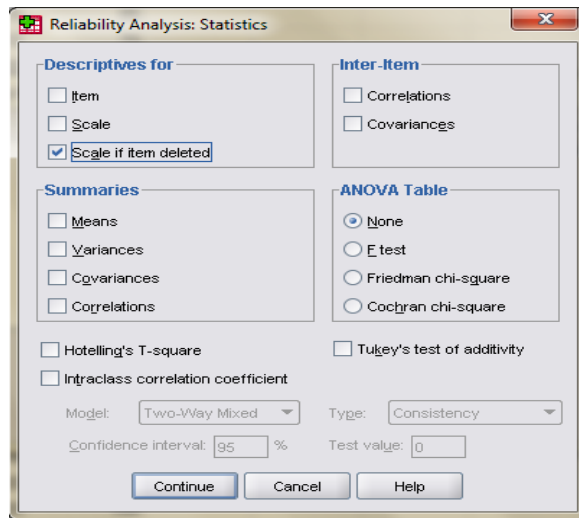 Reliability Analysis: Statistics
Descriptives for
Item
Scale
Scale if item deleted
Inter-Item
Correlations
Covariances
Summaries
Means
Variances
Covariances
Correlations
ANOVA Table
None
F test
Friedman chi-square
Cochran chi-square
Hotelling's T-square
Tukey's test of additivity
Intraclass correlation coefficient
Model: Two-Way Mixed Type: Consistency
Confidence interval: 95 % Test value: 0
Continue Cancel Help